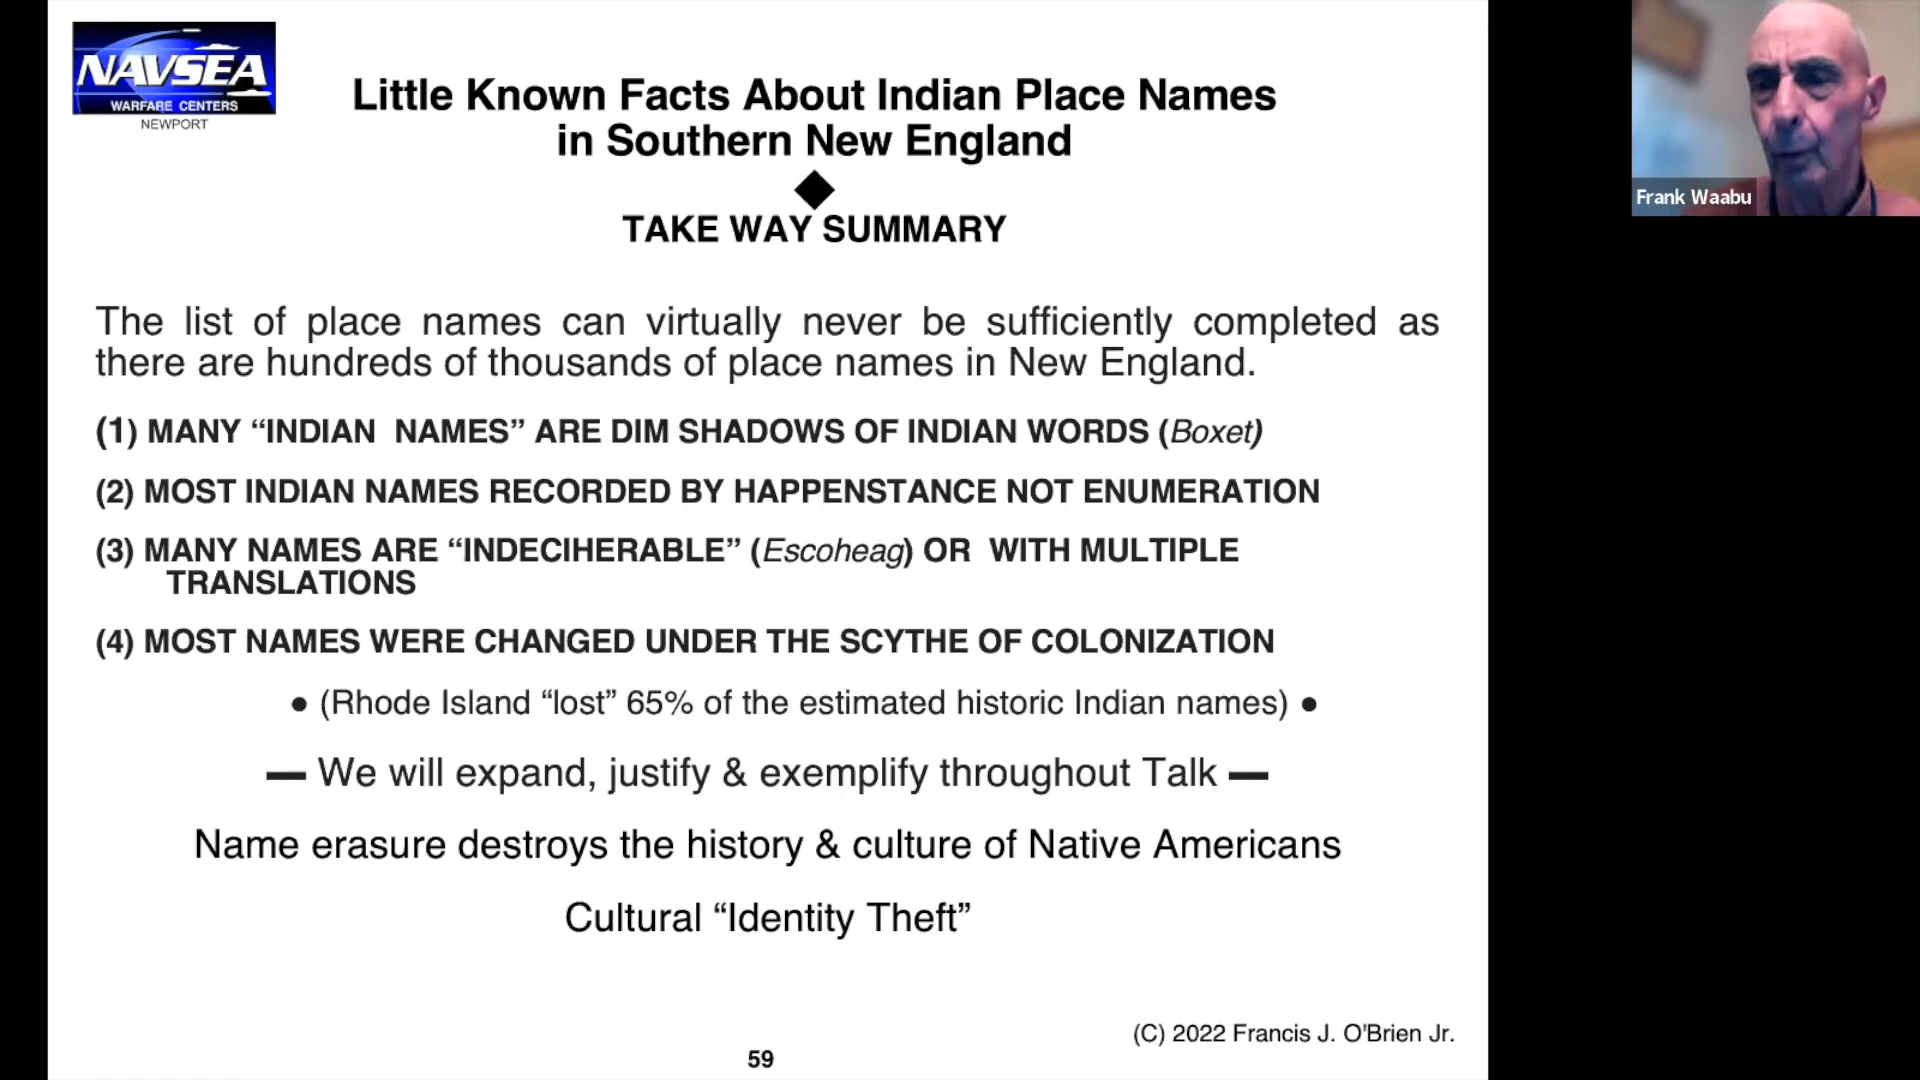 NAVSEA
WARFARE CENTERS
NEWPORT
Little Known Facts About Indian Place Names
in Southern New England
◆
TAKE WAY SUMMARY
Frank Waabu
The list of place names can virtually never be sufficiently completed as
there are hundreds of thousands of place names in New England.
(1) MANY “INDIAN NAMES” ARE DIM SHADOWS OF INDIAN WORDS (Boxet)
(2) MOST INDIAN NAMES RECORDED BY HAPPENSTANCE NOT ENUMERATION
(3) MANY NAMES ARE “INDECIHERABLE” (Escoheag) OR WITH MULTIPLE
TRANSLATIONS
(4) MOST NAMES WERE CHANGED UNDER THE SCYTHE OF COLONIZATION
● (Rhode Island “lost” 65% of the estimated historic Indian names) ●
— We will expand, justify & exemplify throughout Talk —
Name erasure destroys the history & culture of Native Americans
Cultural “Identity Theft”
(C) 2022 Francis J. O'Brien Jr.
59